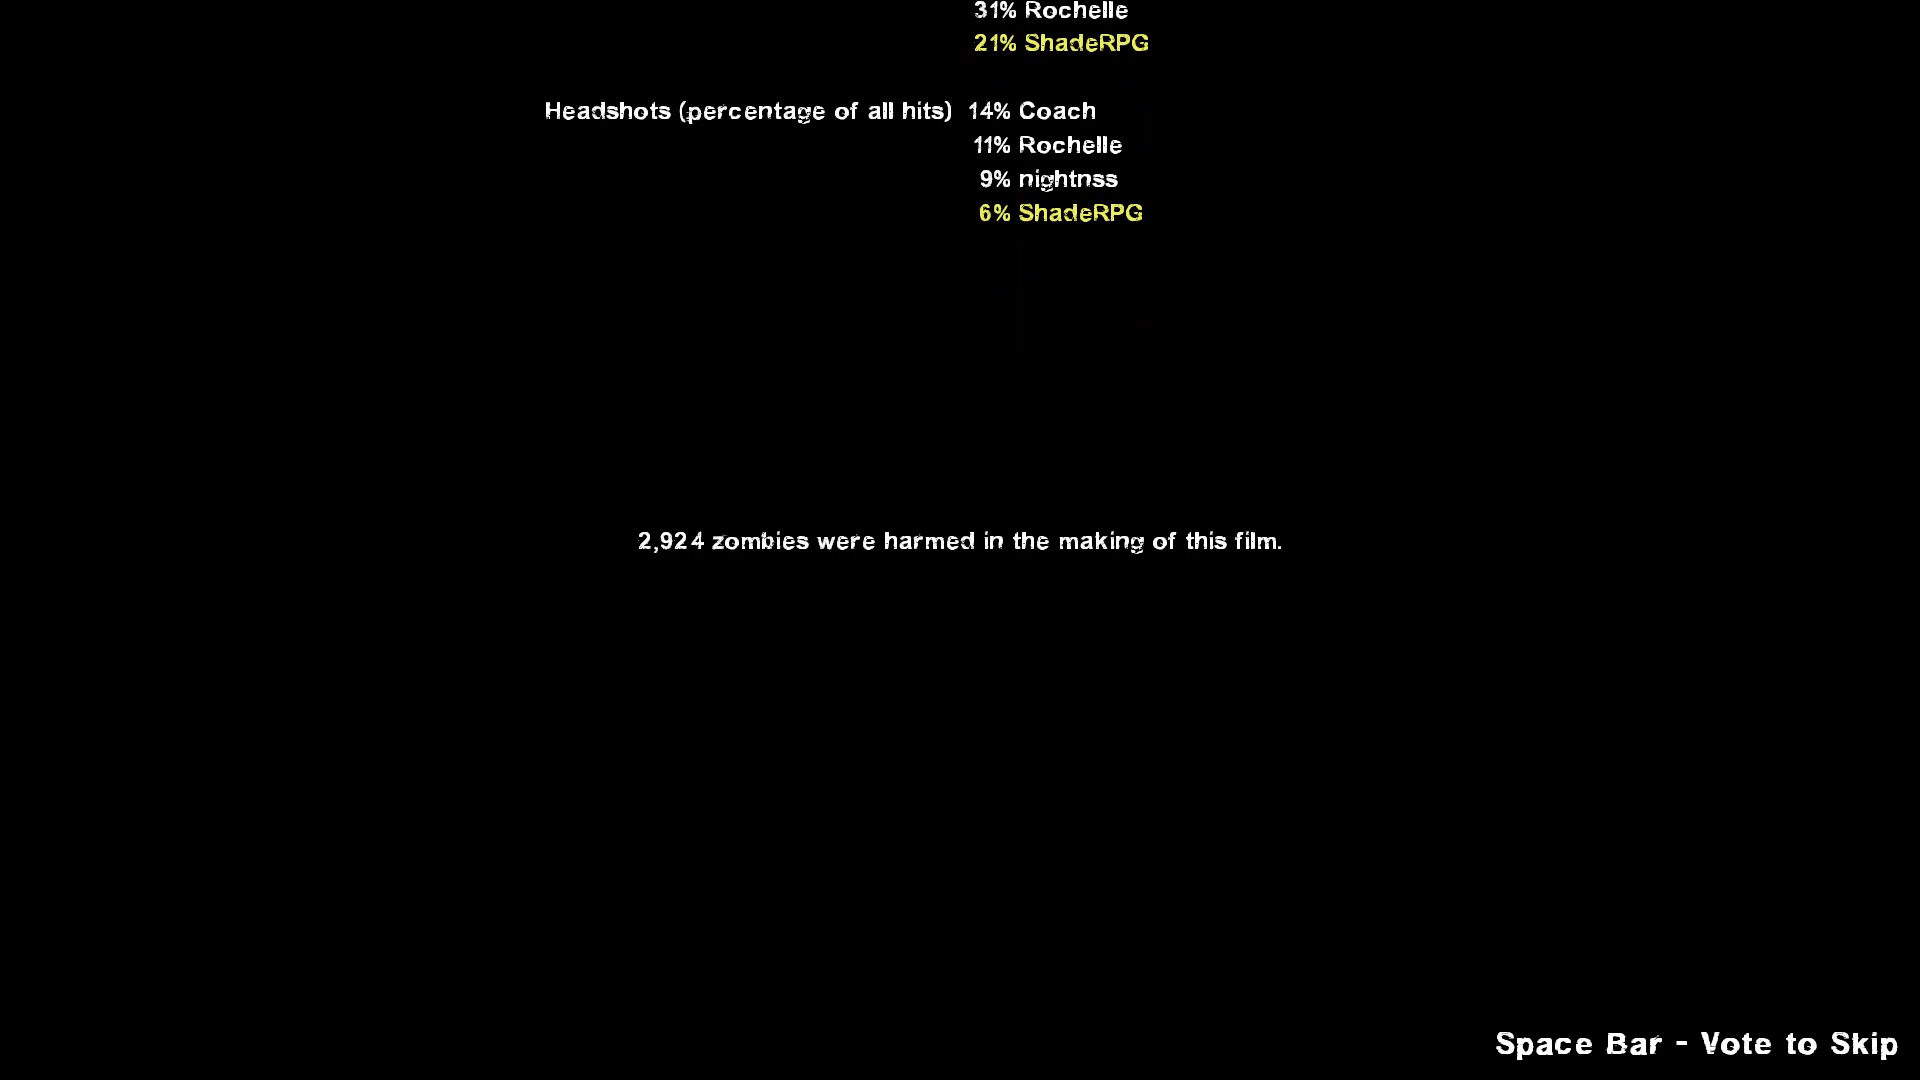 31% Rochelle
21% ShadeRPG
Headshots (percentage of all hits) 14% Coach
11% Rochelle
9% nightnss
6% ShadeRPG
2,924 zombies were harmed in the making of this film.
Space Bar - Vote to Skip